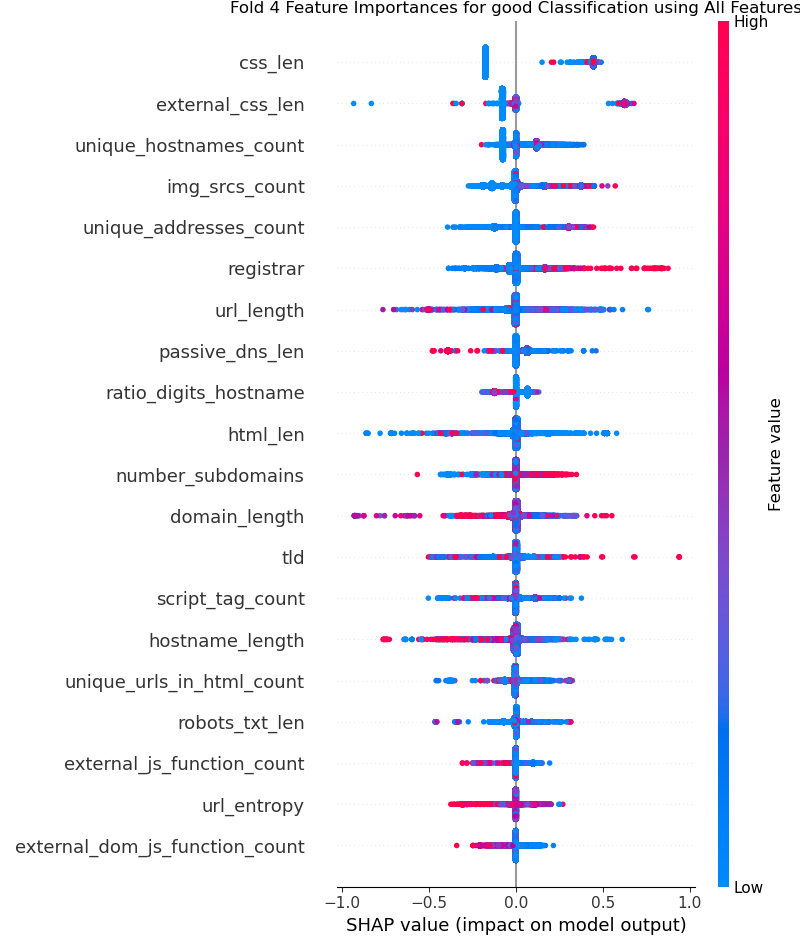 Fold 4 Feature Importances for good Classification using All Features
High
css_len
external_css_len
unique_hostnames_count
img_srcs_count
unique_addresses_count
registrar
url_length
passive_dns_len
ratio_digits_hostname
html_len
number_subdomains
domain_length
tld
script_tag_count
hostname_length
unique_urls_in_html_count
robots_txt_len
external_js_function_count
url_entropy
external_dom_js_function_count
Feature value
Low
−1.0 −0.5 0.0 0.5 1.0
SHAP value (impact on model output)